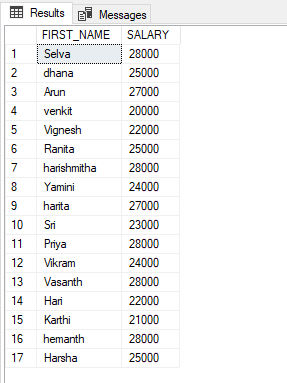 Results Messages
FIRST_NAME SALARY
1 Selva 28000
2 dhana 25000
3 Arun 27000
4 venkit 20000
5 Vignesh 22000
6 Ranita 25000
7 harishmitha 28000
8 Yamini 24000
9 harita 27000
10 Sri 23000
11 Priya 28000
12 Vikram 24000
13 Vasanth 28000
14 Hari 22000
15 Karthi 21000
16 hemanth 28000
17 Harsha 25000